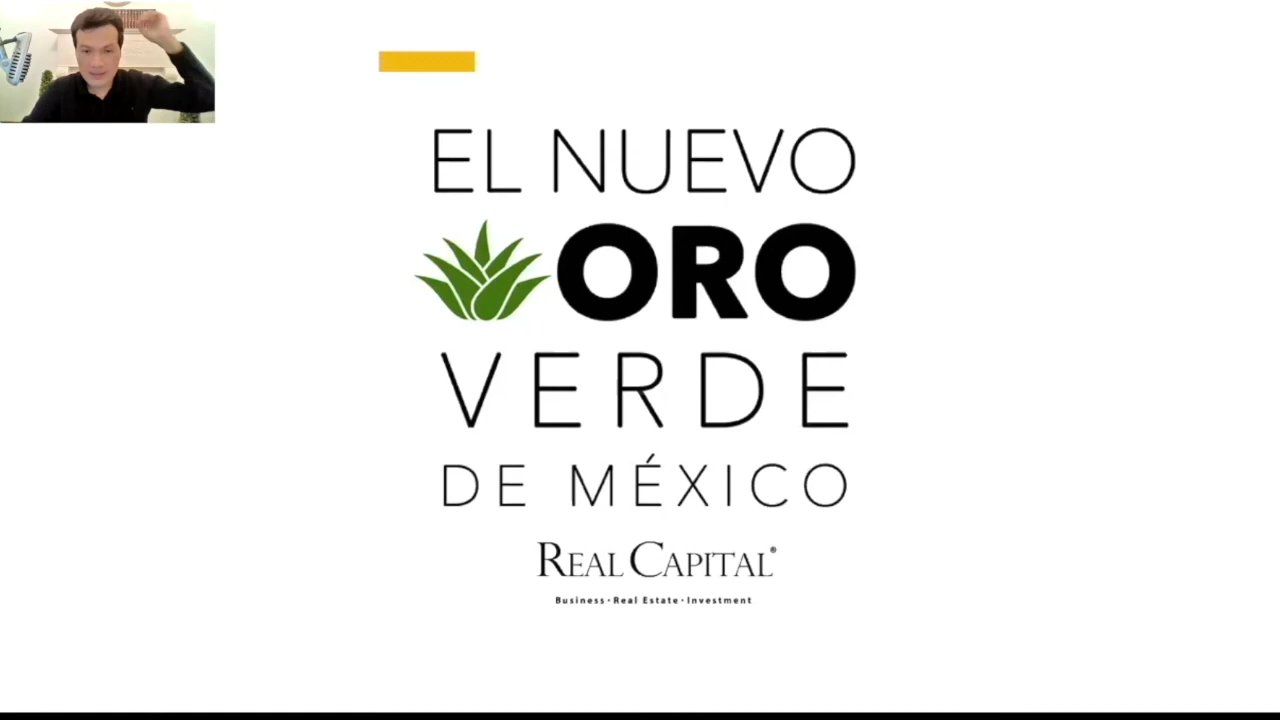 EL NUEVO
ORO
VERDE
DE MÉXICO
REAL CAPITAL®
Business · Real Estate · Investment